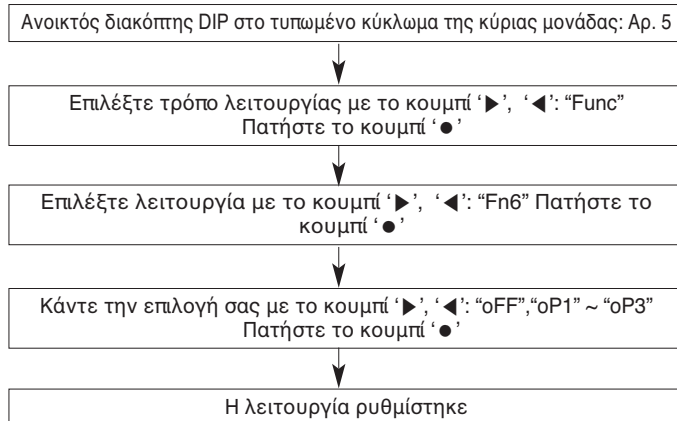 Ανοικτός διακόπτης DIP στο τυπωμένο κύκλωμα της κύριας μονάδας: Αρ. 5
Επιλέξτε τρόπο λειτουργίας με το κουμπί ‘▶’, ‘◀’: “Func”
Πατήστε το κουμπί ‘●’
Επιλέξτε λειτουργία με το κουμπί ‘▶’, ‘◀’: “Fn6” Πατήστε το
κουμπί ‘●’
Κάντε την επιλογή σας με το κουμπί ‘▶’, ‘◀’: “oFF”,“oP1” ~ “oP3”
Πατήστε το κουμπί ‘●’
Η λειτουργία ρυθμίστηκε